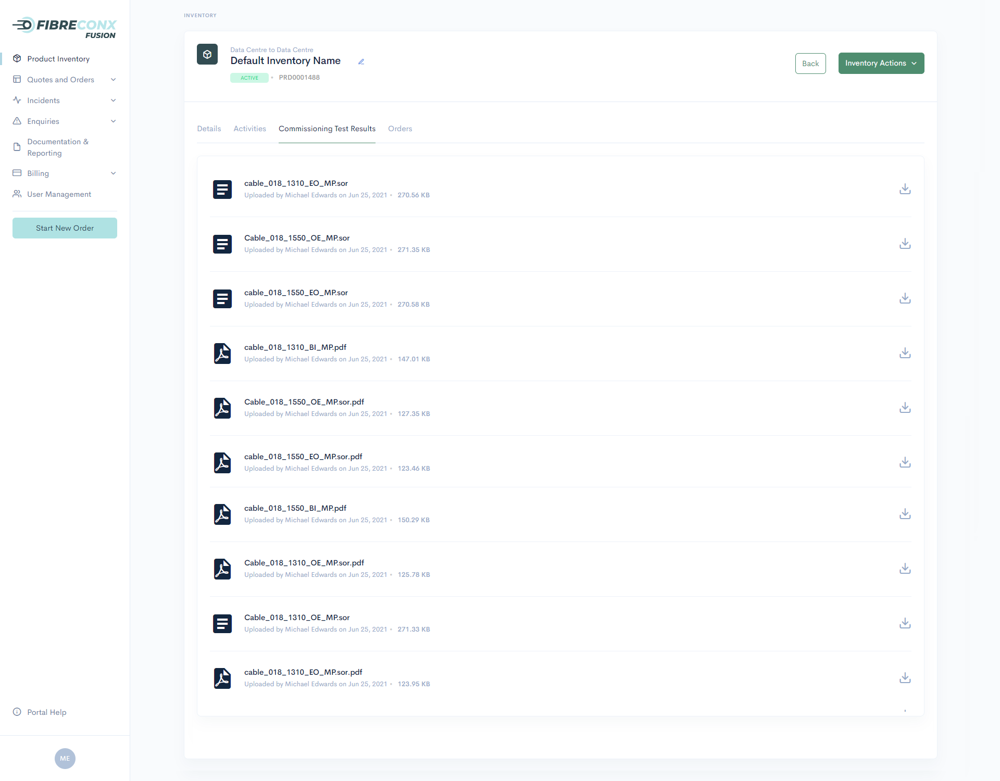 FIBRECONX
FUSION
Product Inventory
Quotes and Orders
Incidents
Enquiries
Documentation &
Reporting
Billing
User Management
Start New Order
Portal Help
ME
INVENTORY
Data Centre to Data Centre
Default Inventory Name
ACTIVE • PRD0001488
Back
Inventory Actions
Details Activities Commissioning Test Results Orders
cable_018_1310_EO_MP.sor
Uploaded by Michael Edwards on Jun 25, 2021 • 270.56 KB
Cable_018_1550_OE_MP.sor
Uploaded by Michael Edwards on Jun 25, 2021 • 271.35 KB
cable_018_1550_EO_MP.sor
Uploaded by Michael Edwards on Jun 25, 2021 • 270.58 KB
cable_018_1310_BI_MP.pdf
Uploaded by Michael Edwards on Jun 25, 2021 • 147.01 KB
Cable_018_1550_OE_MP.sor.pdf
Uploaded by Michael Edwards on Jun 25, 2021 • 127.35 KB
cable_018_1550_EO_MP.sor.pdf
Uploaded by Michael Edwards on Jun 25, 2021 • 123.46 KB
cable_018_1550_BI_MP.pdf
Uploaded by Michael Edwards on Jun 25, 2021 • 150.29 KB
Cable_018_1310_OE_MP.sor.pdf
Uploaded by Michael Edwards on Jun 25, 2021 • 125.78 KB
Cable_018_1310_OE_MP.sor
Uploaded by Michael Edwards on Jun 25, 2021 • 271.33 KB
cable_018_1310_EO_MP.sor.pdf
Uploaded by Michael Edwards on Jun 25, 2021 • 123.95 KB